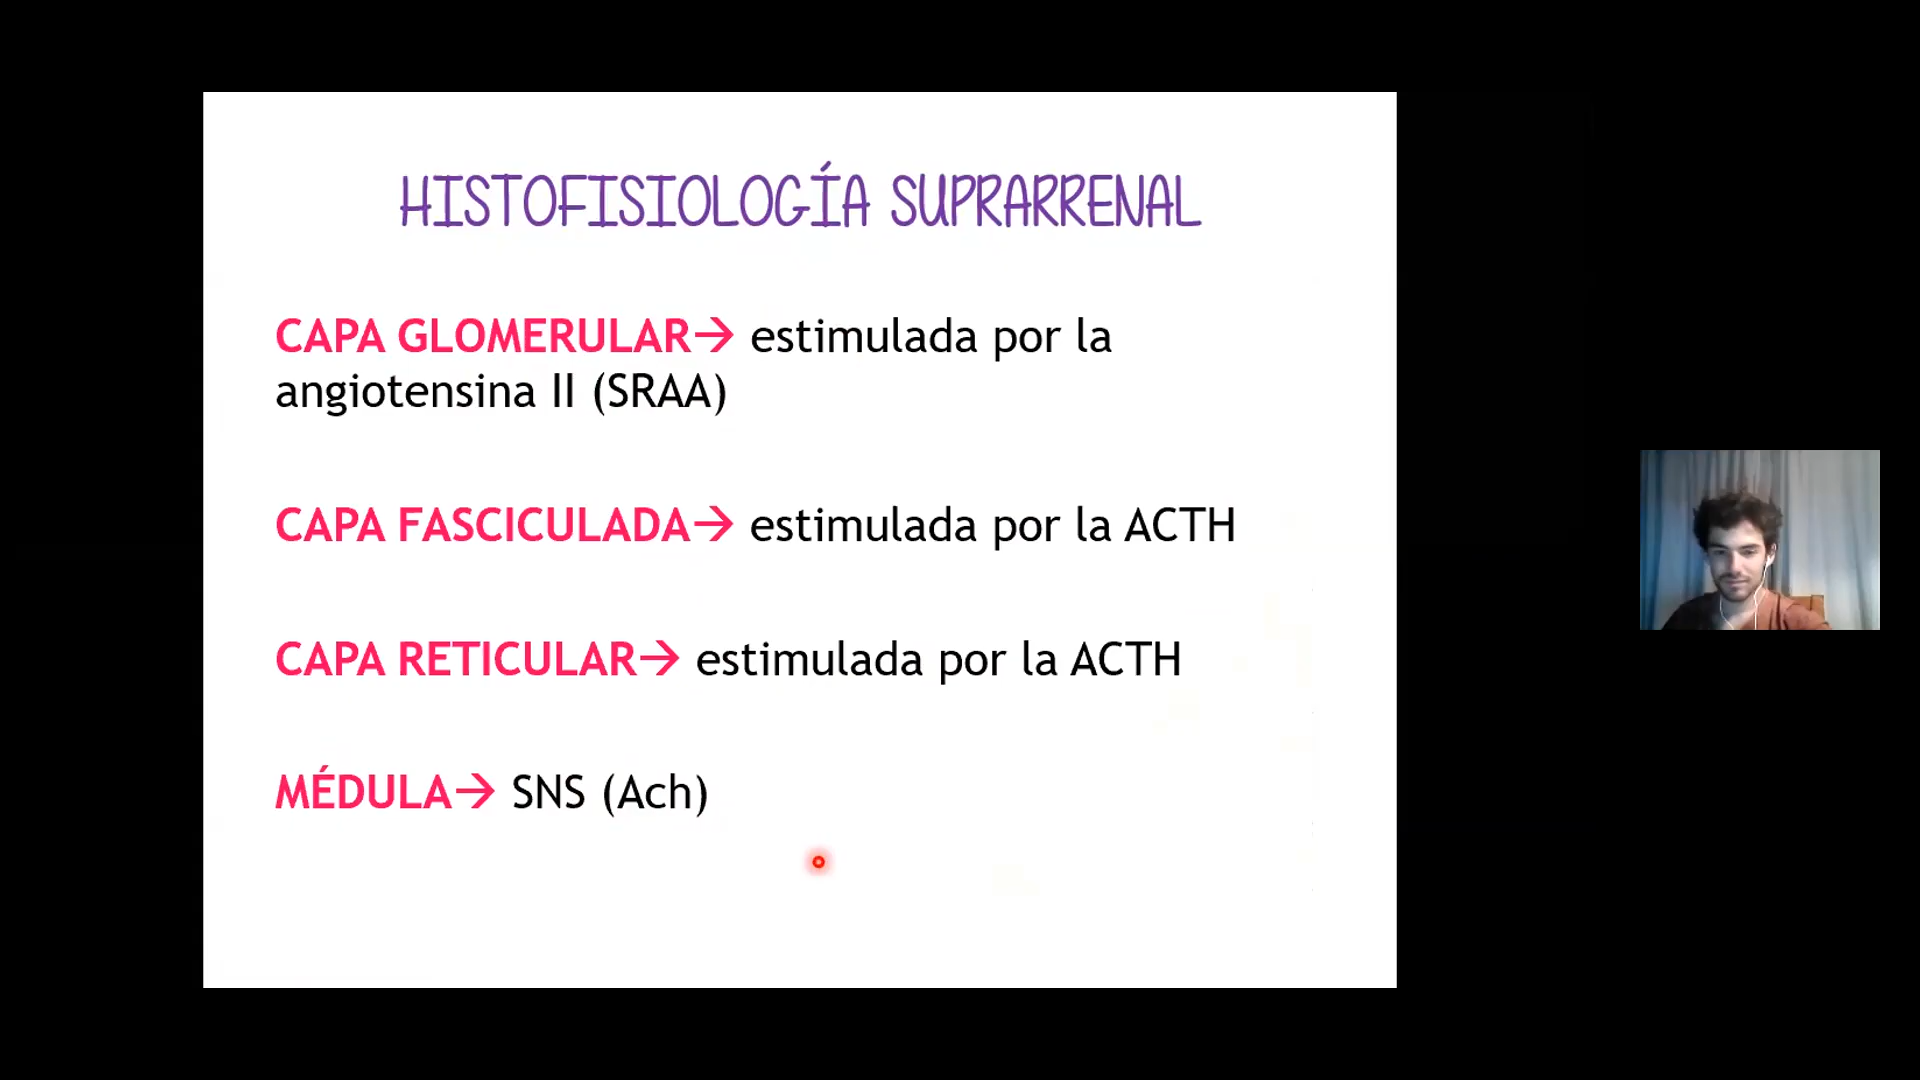 HISTOFISIOLOGÍA SUPRARRENAL
CAPA GLOMERULAR→ estimulada por la
angiotensina II (SRAA)
CAPA FASCICULADA→ estimulada por la ACTH
CAPA RETICULAR→ estimulada por la ACTH
MÉDULA→ SNS (Ach)